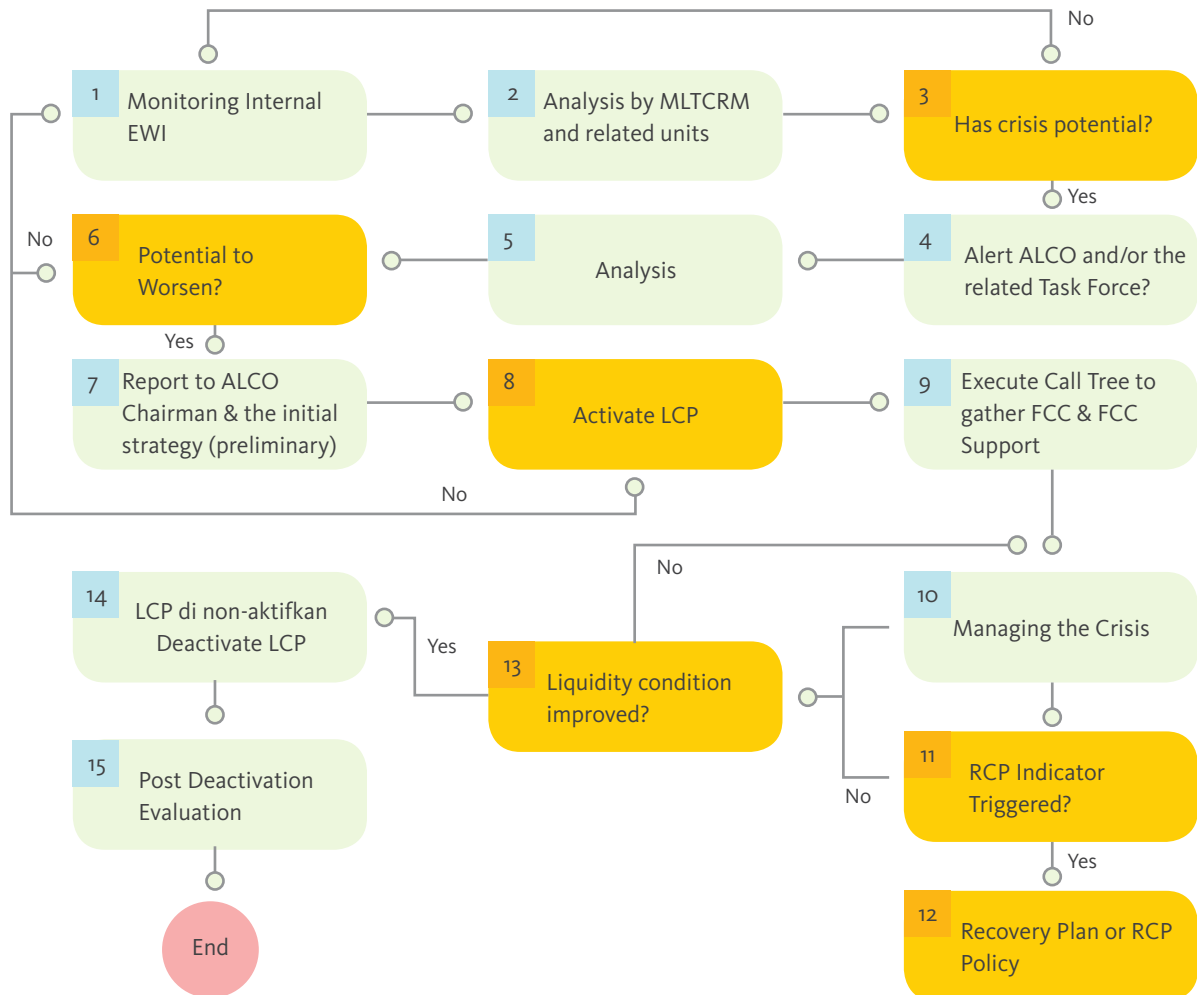 No
1
Monitoring Internal
EWI
2
Analysis by MLTCRM
and related units
3
Has crisis potential?
Yes
No
6
Potential to
Worsen?
5
Analysis
4
Alert ALCO and/or the
related Task Force?
Yes
7
Report to ALCO
Chairman & the initial
strategy (preliminary)
8
Activate LCP
9
Execute Call Tree to
gather FCC & FCC
Support
No
No
14
LCP di non-aktifkan
Deactivate LCP
Yes
13
Liquidity condition
improved?
10
Managing the Crisis
15
Post Deactivation
Evaluation
11
RCP Indicator
Triggered?
No
Yes
End
12
Recovery Plan or RCP
Policy